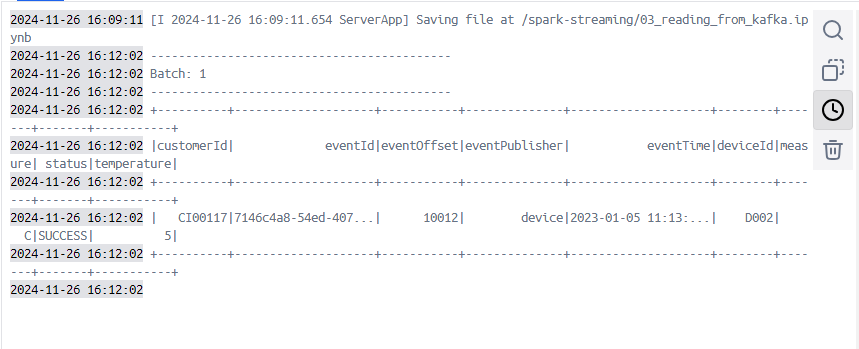 2024-11-26 16:09:11 [I 2024-11-26 16:09:11.654 ServerApp] Saving file at /spark-streaming/03_reading_from_kafka.ip
ynb
2024-11-26 16:12:02 -------------------------------------------
2024-11-26 16:12:02 Batch: 1
2024-11-26 16:12:02 -------------------------------------------
2024-11-26 16:12:02 +----------+--------------------+-----------+--------------+--------------------+--------+----
---+-------+-----------+
2024-11-26 16:12:02 |customerId|             eventId|eventOffset|eventPublisher|           eventTime|deviceId|meas
ure| status|temperature|
2024-11-26 16:12:02 +----------+--------------------+-----------+--------------+--------------------+--------+----
---+-------+-----------+
2024-11-26 16:12:02 |   CI00117|7146c4a8-54ed-407...|      10012|        device|2023-01-05 11:13:...|    D002|
  C|SUCCESS|          5|
2024-11-26 16:12:02 +----------+--------------------+-----------+--------------+--------------------+--------+----
---+-------+-----------+
2024-11-26 16:12:02